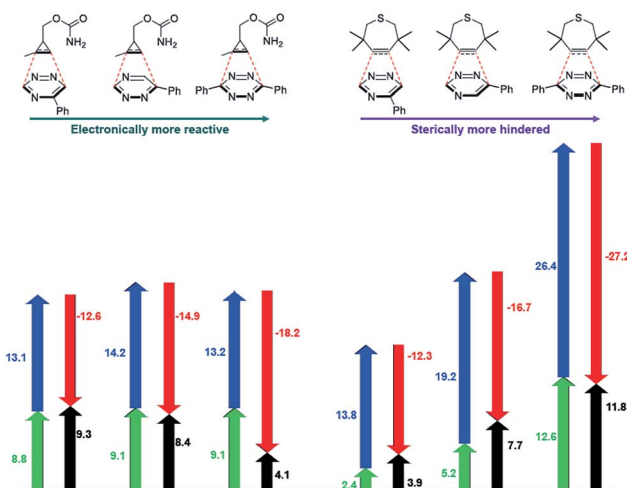 O O
NH₂
N=N
N
Ph
O O
NH₂
N
N=N
Ph
O O
NH₂
N=N
Ph N=N Ph
S
N=N
N
Ph
S
N=N
Ph
S
N=N
Ph N=N Ph
Electronically more reactive
Sterically more hindered
13.1
-12.6
8.8
9.3
14.2
-14.9
9.1
8.4
13.2
-18.2
9.1
4.1
13.8
-12.3
2.4
3.9
19.2
-16.7
5.2
7.7
26.4
-27.2
12.6
11.8